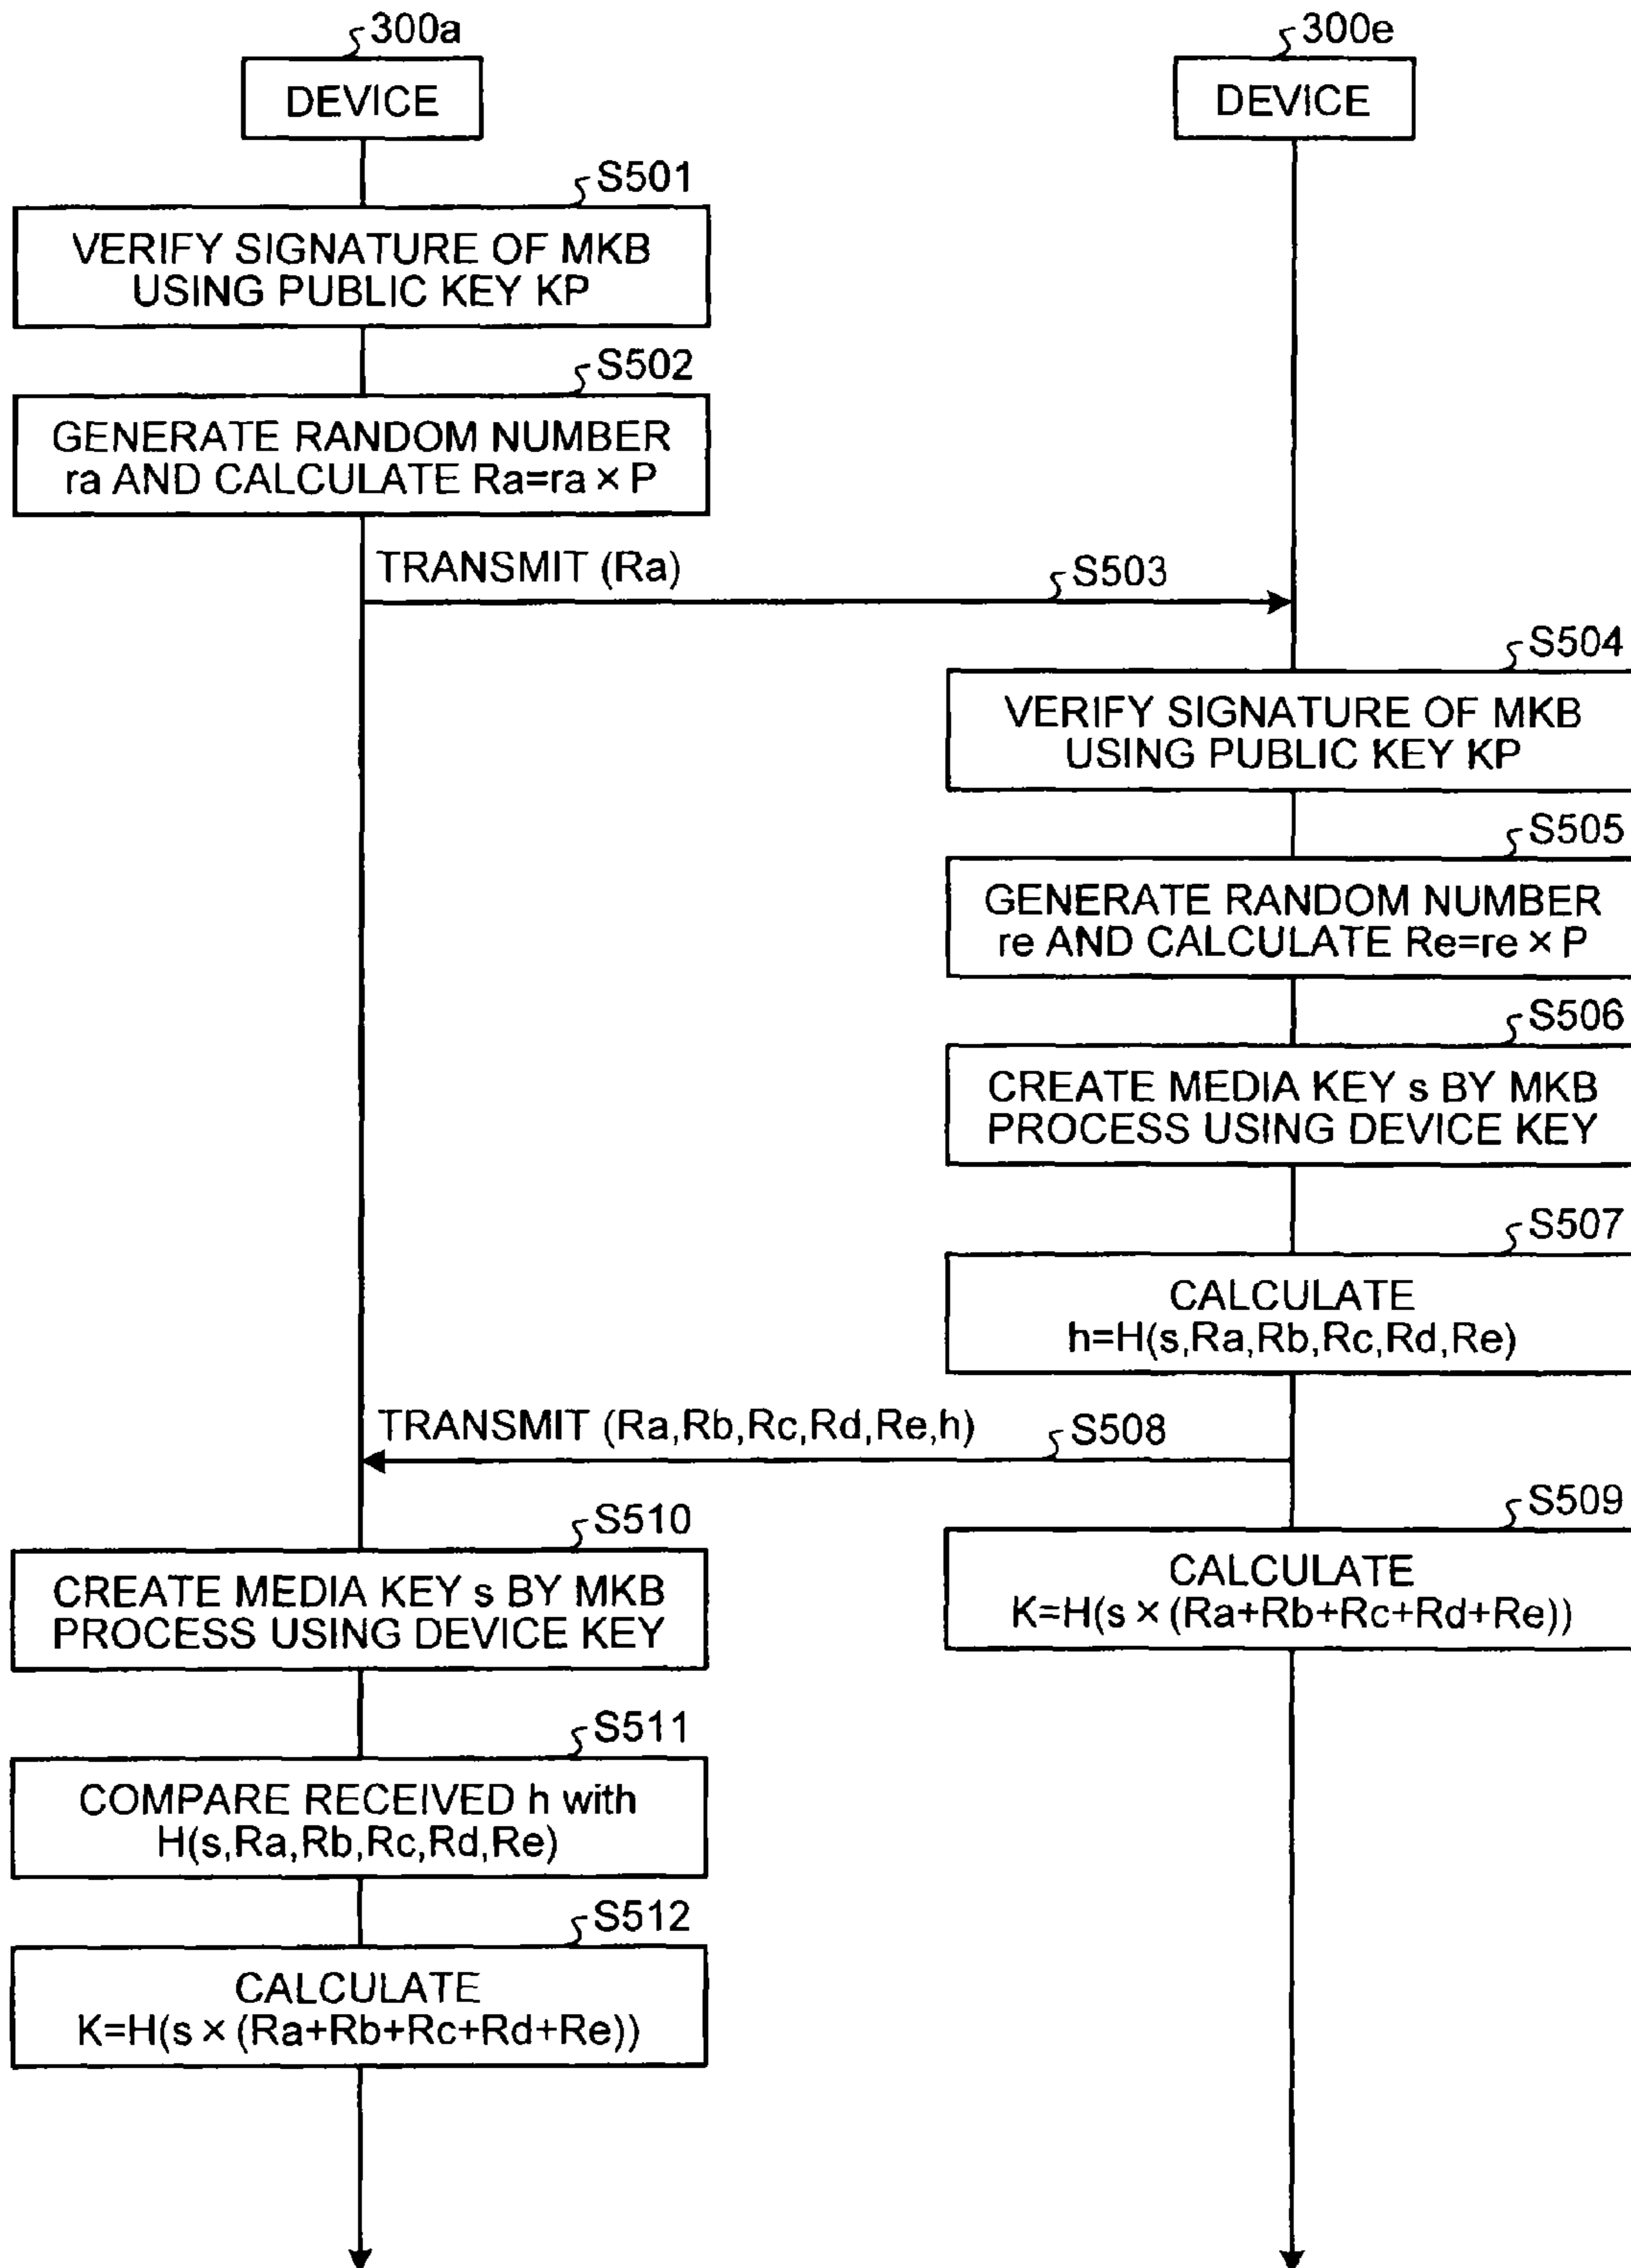 300a
300e
DEVICE
DEVICE
S501
VERIFY SIGNATURE OF MKB
USING PUBLIC KEY KP
S502
GENERATE RANDOM NUMBER
ra AND CALCULATE Ra=ra × P
TRANSMIT (Ra)
S503
S504
VERIFY SIGNATURE OF MKB
USING PUBLIC KEY KP
S505
GENERATE RANDOM NUMBER
re AND CALCULATE Re=re × P
S506
CREATE MEDIA KEY s BY MKB
PROCESS USING DEVICE KEY
S507
CALCULATE
h=H(s,Ra,Rb,Rc,Rd,Re)
TRANSMIT (Ra,Rb,Rc,Rd,Re,h)
S508
S509
CALCULATE
K=H(s × (Ra+Rb+Rc+Rd+Re))
S510
CREATE MEDIA KEY s BY MKB
PROCESS USING DEVICE KEY
S511
COMPARE RECEIVED h with
H(s,Ra,Rb,Rc,Rd,Re)
S512
CALCULATE
K=H(s × (Ra+Rb+Rc+Rd+Re))